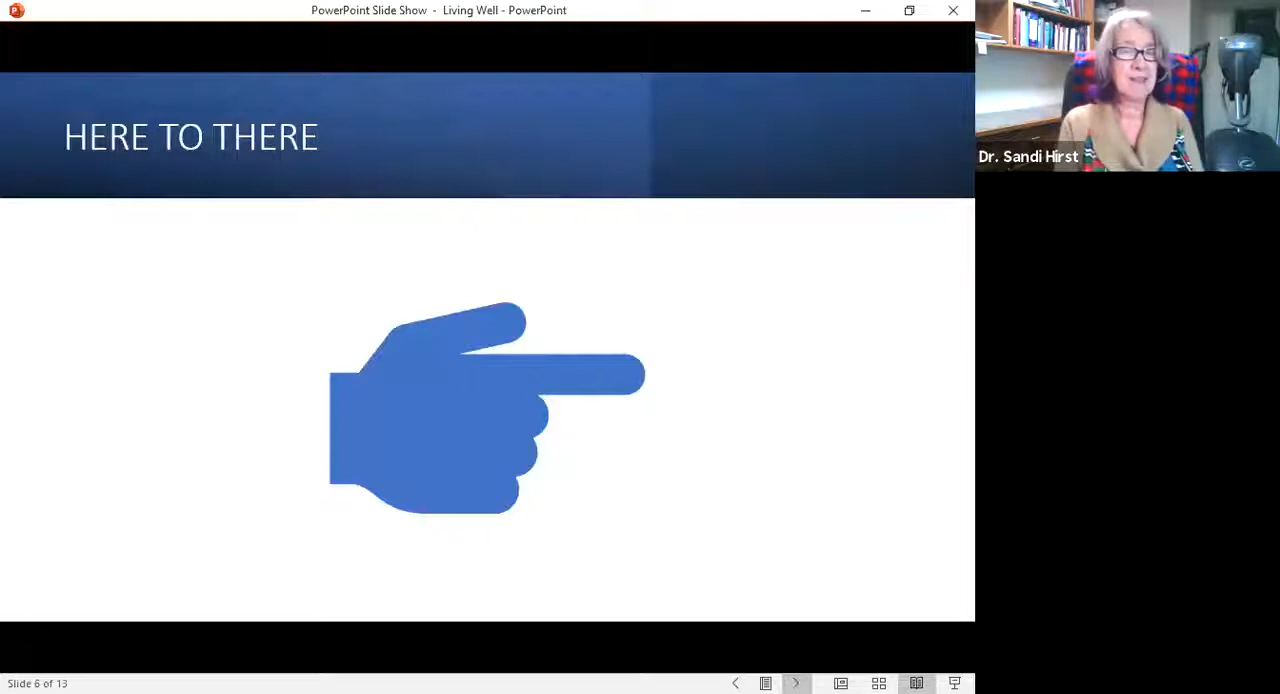 PowerPoint Slide Show - Living Well - PowerPoint
HERE TO THERE
Dr. Sandi Hirst
Slide 6 of 13